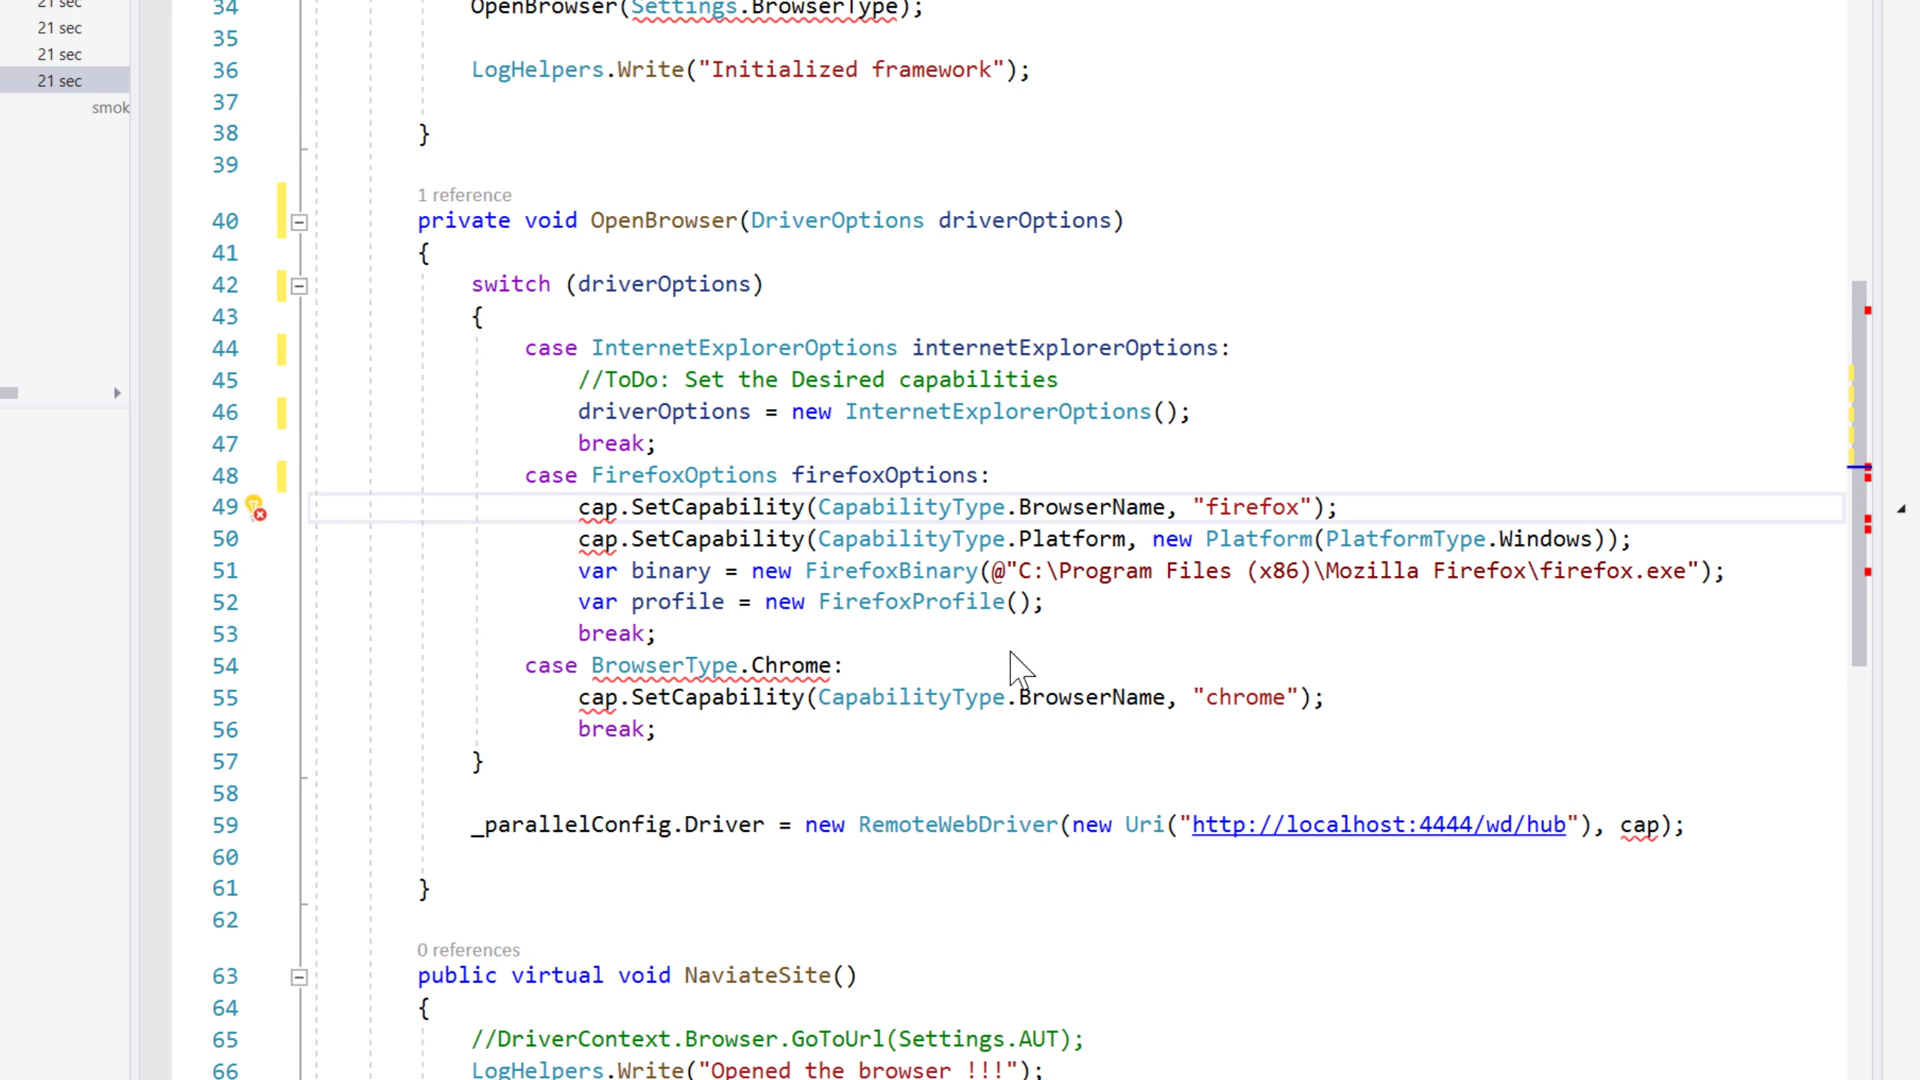 21 sec
21 sec
21 sec
21 sec
smok
34 OpenBrowser(Settings.BrowserType);
35
36 LogHelpers.Write("Initialized framework");
37
38 }
39
1 reference
40 private void OpenBrowser(DriverOptions driverOptions)
41 {
42 switch (driverOptions)
43 {
44 case InternetExplorerOptions internetExplorerOptions:
45 //ToDo: Set the Desired capabilities
46 driverOptions = new InternetExplorerOptions();
47 break;
48 case FirefoxOptions firefoxOptions:
49 cap.SetCapability(CapabilityType.BrowserName, "firefox");
50 cap.SetCapability(CapabilityType.Platform, new Platform(PlatformType.Windows));
51 var binary = new FirefoxBinary(@"C:\Program Files (x86)\Mozilla Firefox\firefox.exe");
52 var profile = new FirefoxProfile();
53 break;
54 case BrowserType.Chrome:
55 cap.SetCapability(CapabilityType.BrowserName, "chrome");
56 break;
57 }
58
59 _parallelConfig.Driver = new RemoteWebDriver(new Uri("http://localhost:4444/wd/hub"), cap);
60
61 }
62
0 references
63 public virtual void NaviateSite()
64 {
65 //DriverContext.Browser.GoToUrl(Settings.AUT);
66 LogHelpers.Write("Opened the browser !!!");